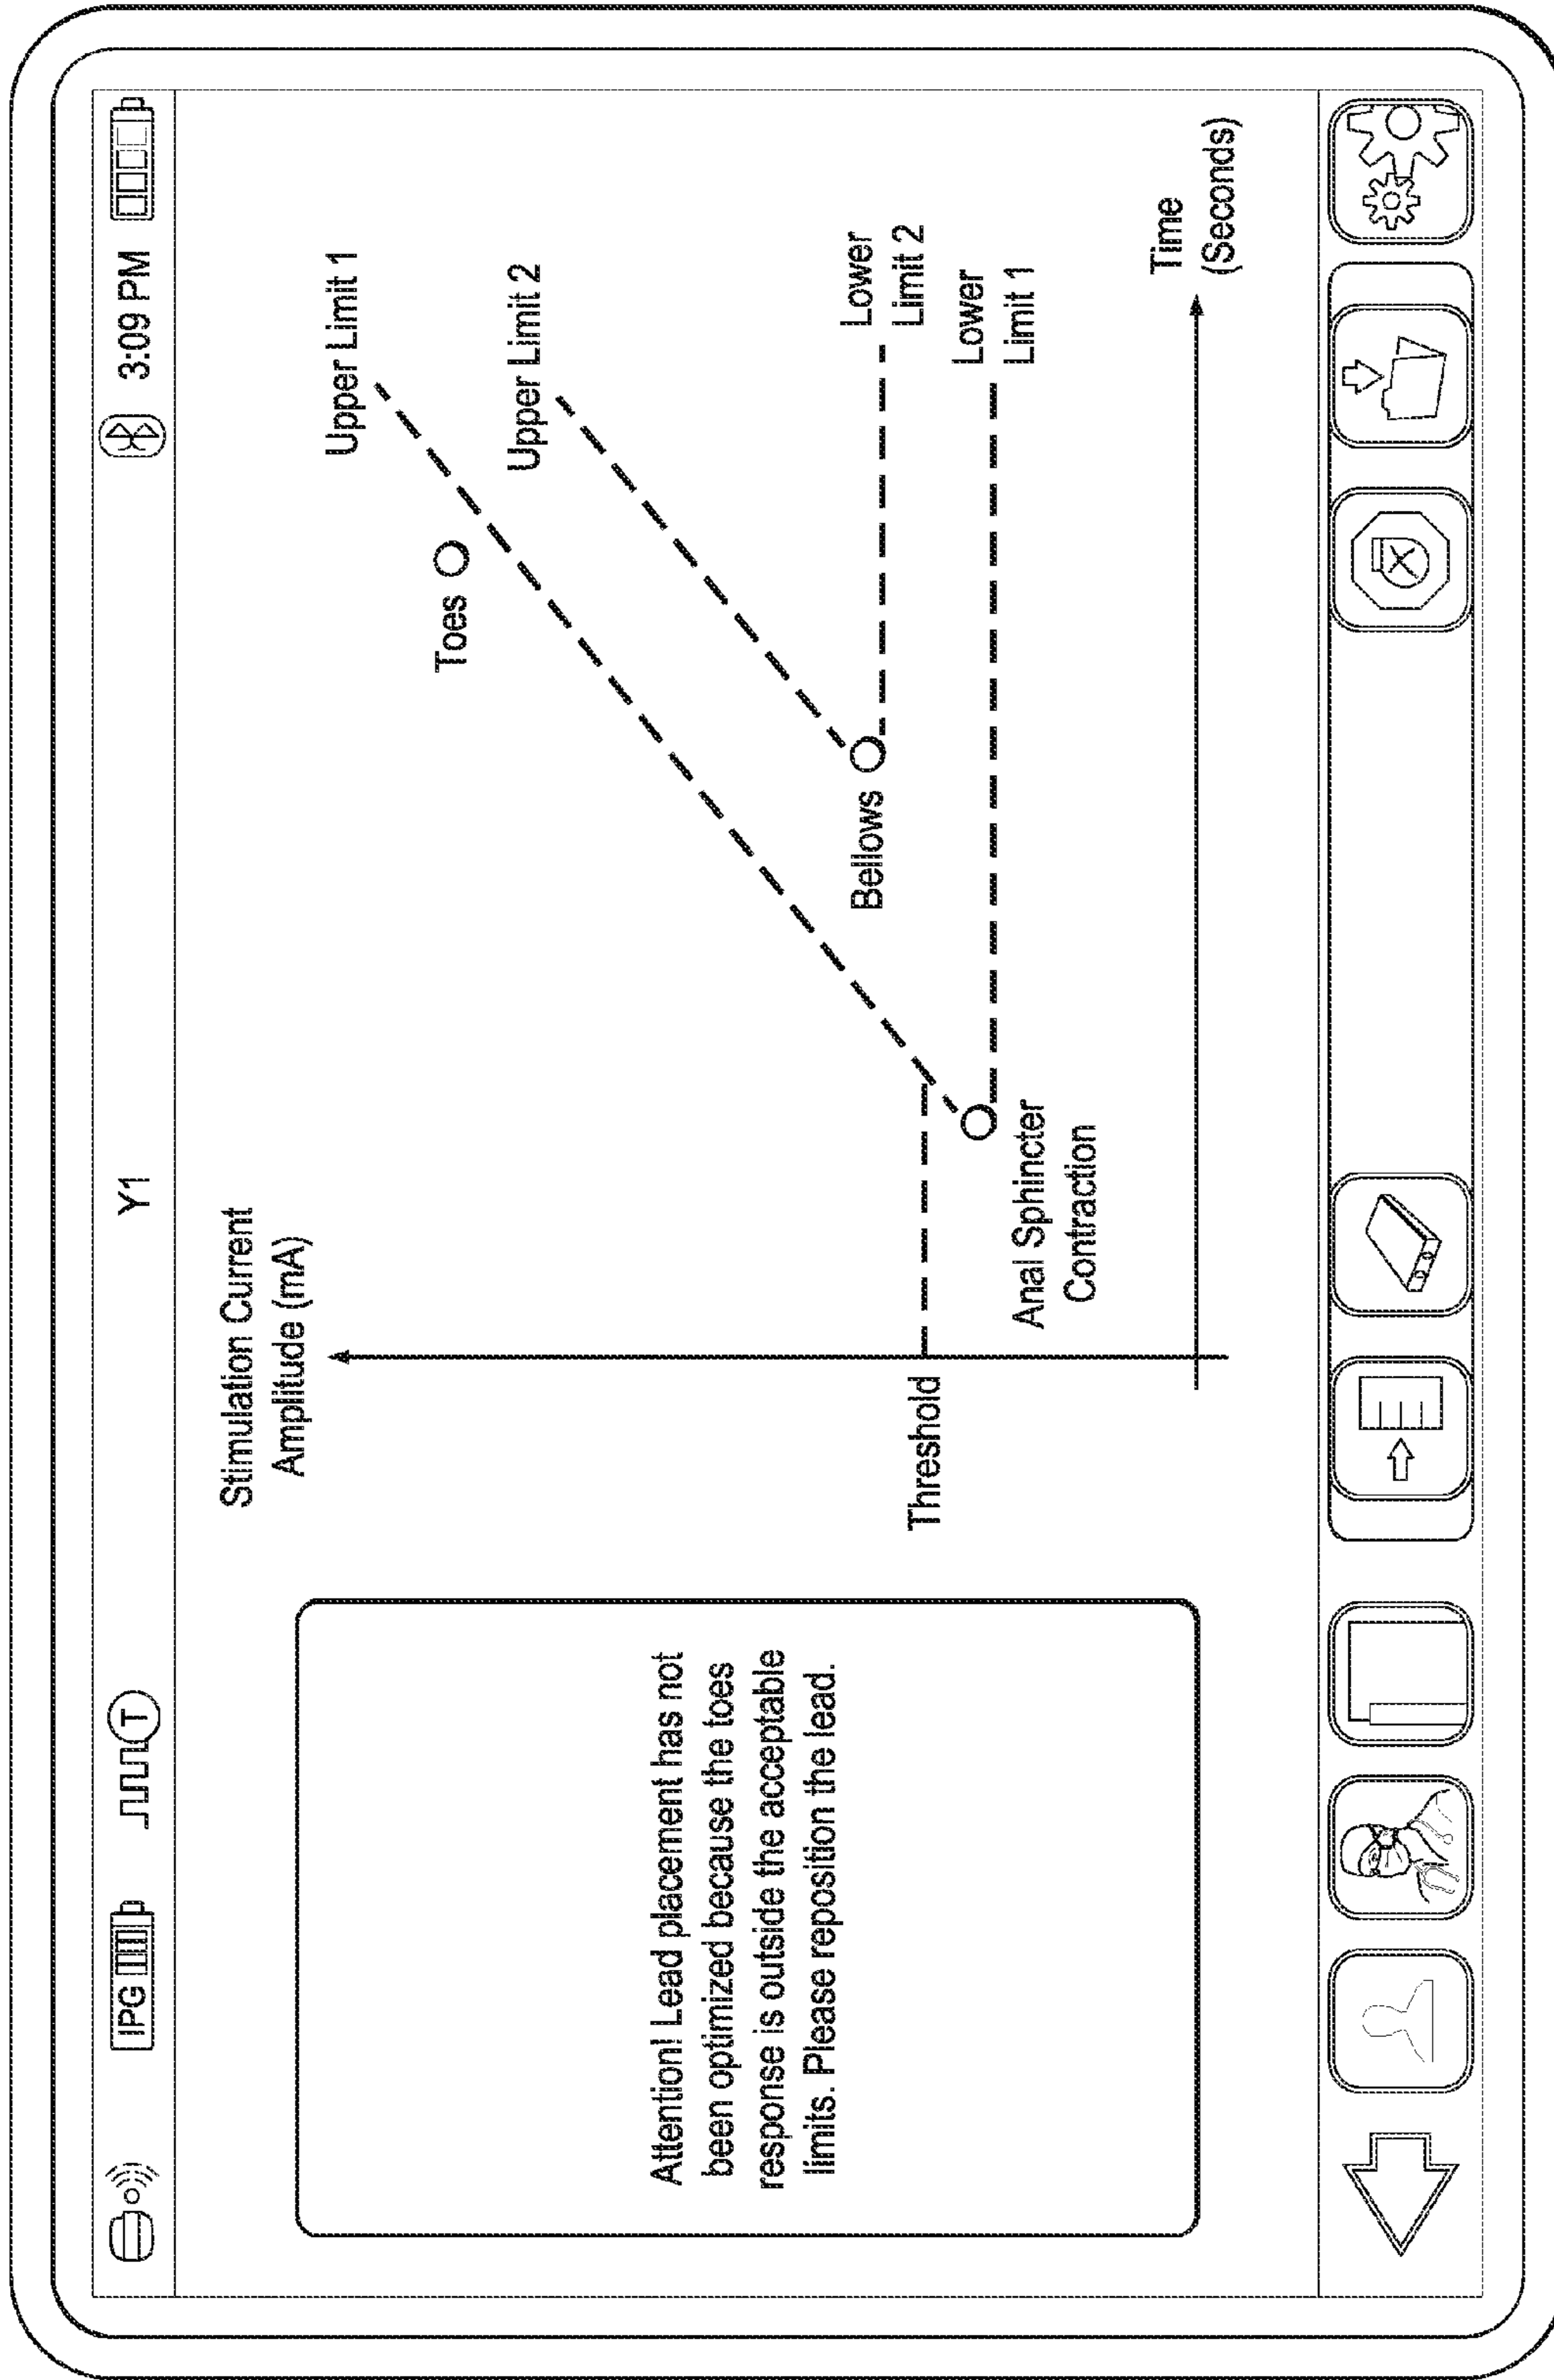 IPG
T
Y1
3:09 PM
Attention! Lead placement has not
been optimized because the toes
response is outside the acceptable
limits. Please reposition the lead.
Stimulation Current
Amplitude (mA)
Threshold
Anal Sphincter
Contraction
Bellows
Toes
Upper Limit 1
Upper Limit 2
Lower
Limit 2
Lower
Limit 1
Time
(Seconds)